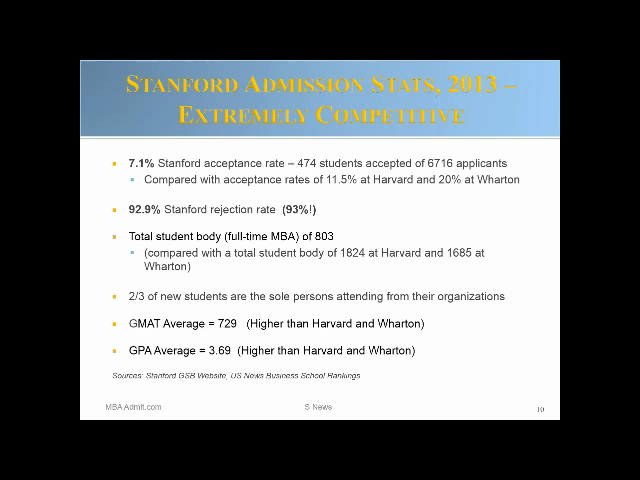 STANFORD ADMISSION STATS, 2013 –
EXTREMELY COMPETITIVE
7.1% Stanford acceptance rate – 474 students accepted of 6716 applicants
Compared with acceptance rates of 11.5% at Harvard and 20% at Wharton
92.9% Stanford rejection rate (93%!)
Total student body (full-time MBA) of 803
(compared with a total student body of 1824 at Harvard and 1685 at
Wharton)
2/3 of new students are the sole persons attending from their organizations
GMAT Average = 729 (Higher than Harvard and Wharton)
GPA Average = 3.69 (Higher than Harvard and Wharton)
Sources: Stanford GSB Website, US News Business School Rankings
MBA Admit.com S News 10